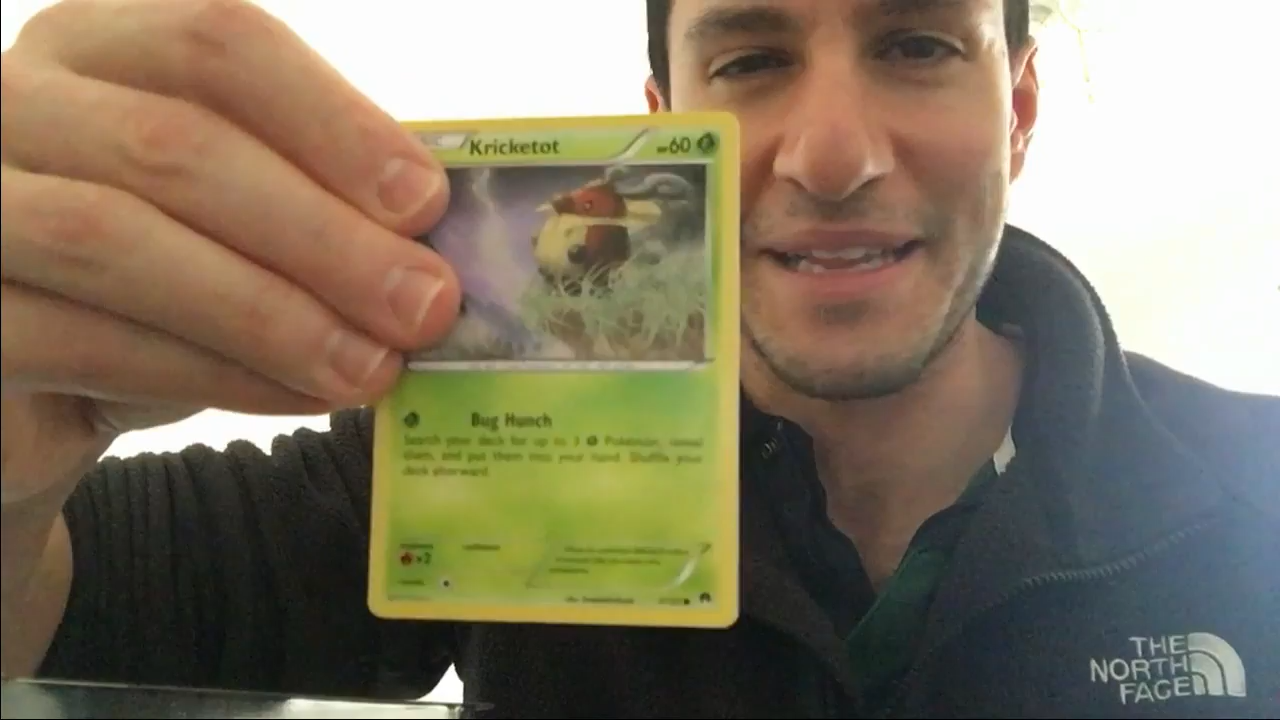 Kricketot
HP60
Bug Hunch
Search your deck for up to 3 Pokémon, reveal
them, and put them into your hand. Shuffle your
deck afterward.
×2
THE
NORTH
FACE